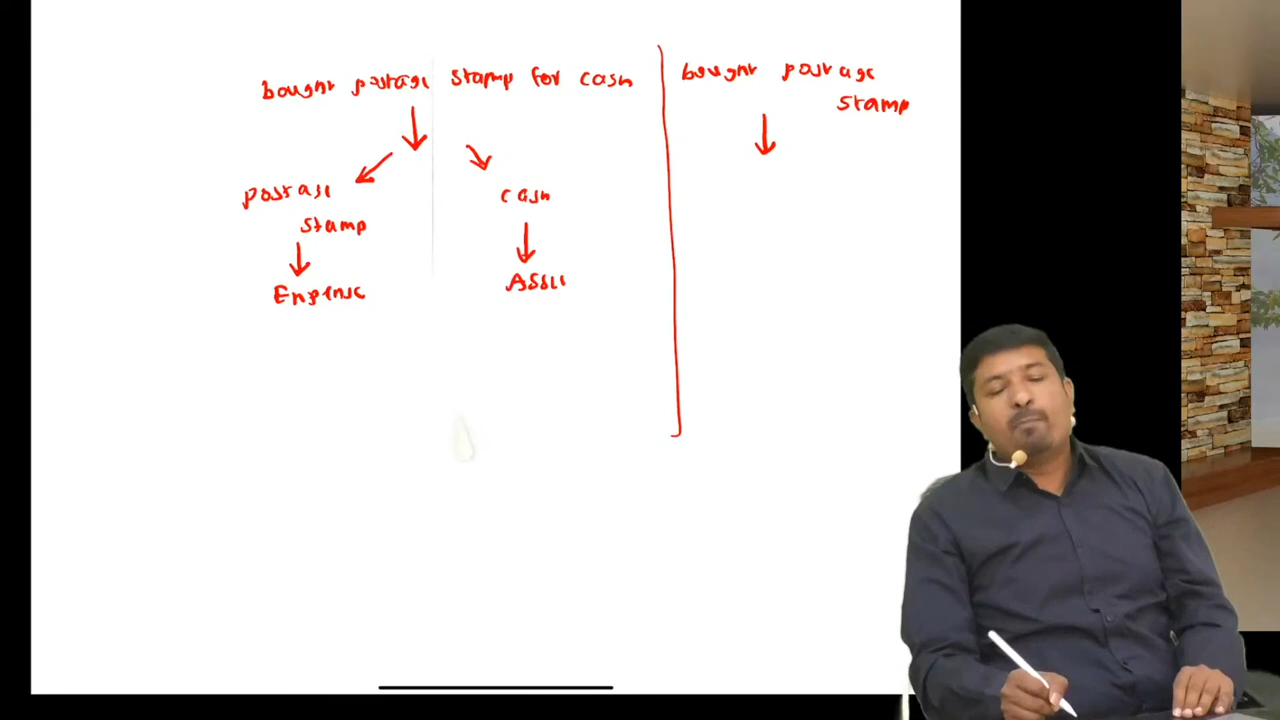 bought postage stamp for cash
postage
stamp
Expense
cash
Asset
bought postage
stamp